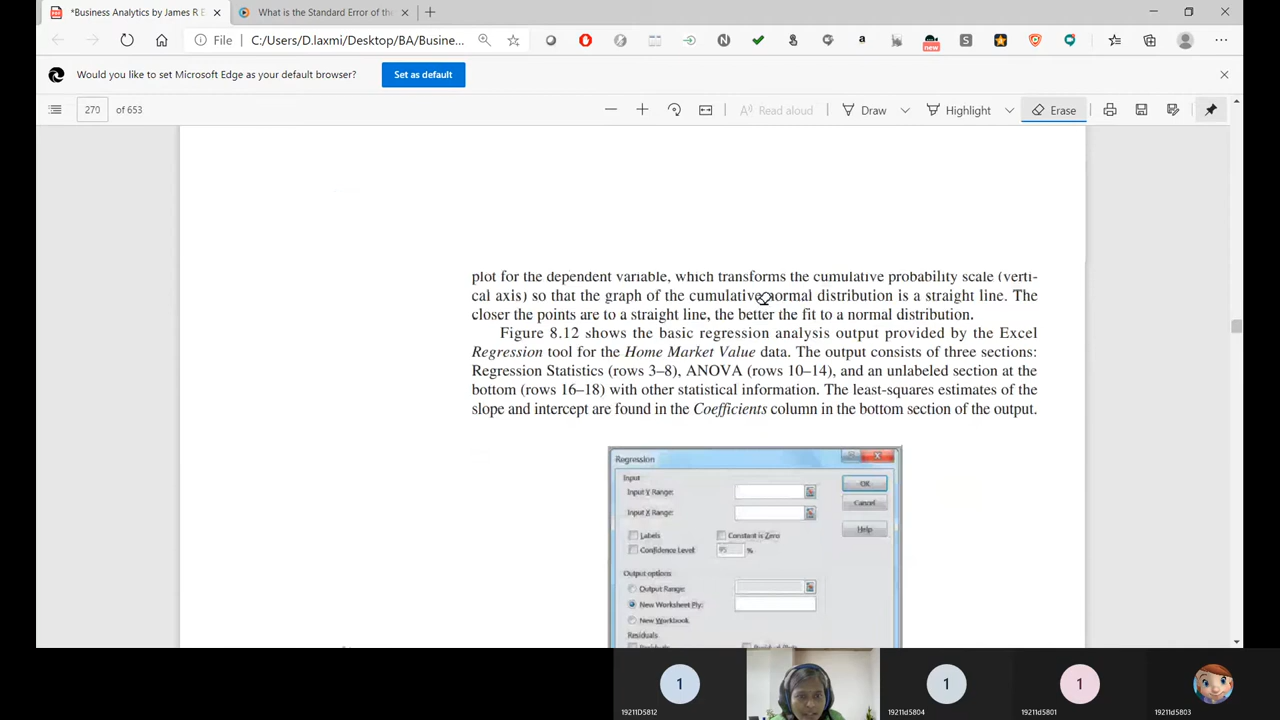 *Business Analytics by James R E
What is the Standard Error of the
File
C:/Users/D.laxmi/Desktop/BA/Busine...
new
Would you like to set Microsoft Edge as your default browser?
Set as default
279
of 653
Read aloud
Draw
Highlight
Erase
plot for the dependent variable, which transforms the cumulative probability scale (verti-
cal axis) so that the graph of the cumulative normal distribution is a straight line. The
closer the points are to a straight line, the better the fit to a normal distribution.
Figure 8.12 shows the basic regression analysis output provided by the Excel
Regression tool for the Home Market Value data. The output consists of three sections:
Regression Statistics (rows 3–8), ANOVA (rows 10–14), and an unlabeled section at the
bottom (rows 16–18) with other statistical information. The least-squares estimates of the
slope and intercept are found in the Coefficients column in the bottom section of the output.
Regression
Input
Input Y Range:
Input X Range:
Labels
Constant is Zero
Confidence Level
95 %
OK
Cancel
Help
Output options
Output Range:
New Worksheet Ply:
New Workbook
Residuals
1
1
1
19211D5812
19211d5804
19211d5801
19211d5803